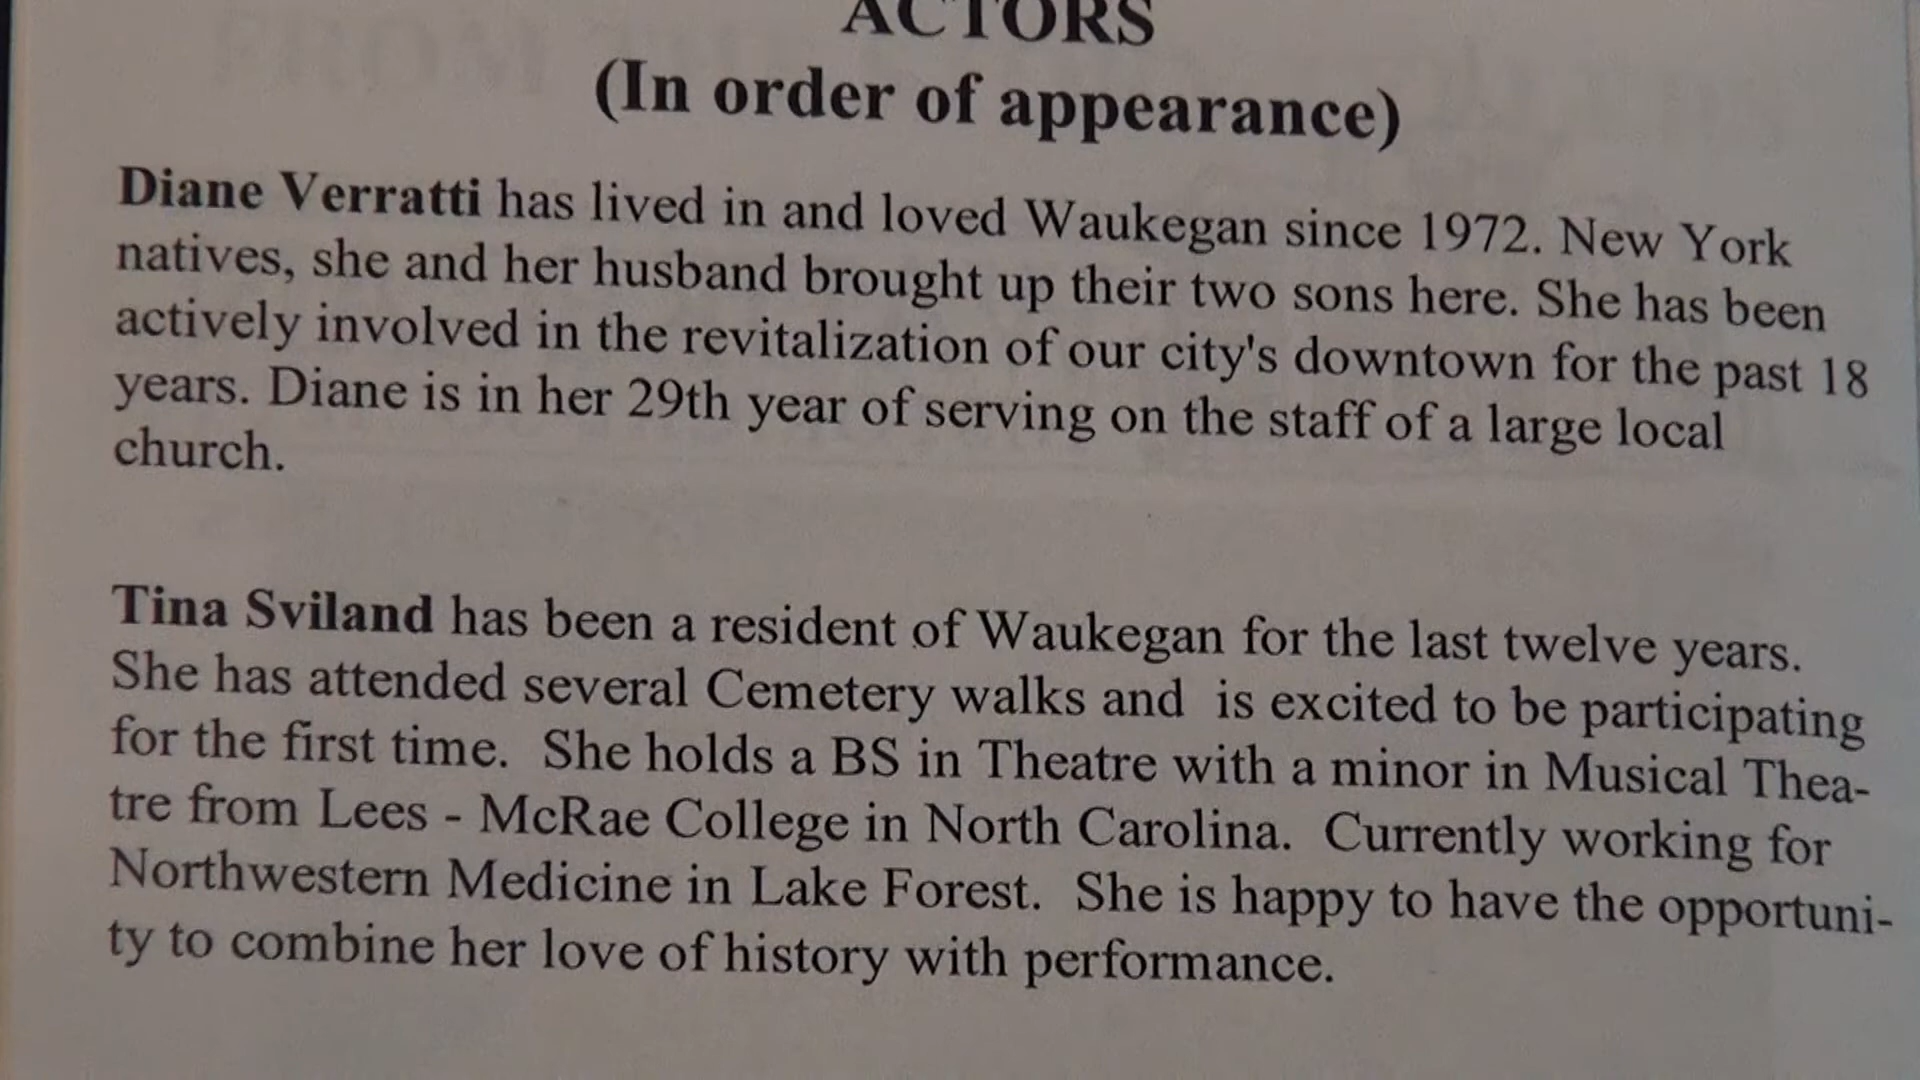 ACTORS
(In order of appearance)
Diane Verratti has lived in and loved Waukegan since 1972. New York
natives, she and her husband brought up their two sons here. She has been
actively involved in the revitalization of our city's downtown for the past 18
years. Diane is in her 29th year of serving on the staff of a large local
church.
Tina Sviland has been a resident of Waukegan for the last twelve years.
She has attended several Cemetery walks and  is excited to be participating
for the first time.  She holds a BS in Theatre with a minor in Musical Thea-
tre from Lees - McRae College in North Carolina.  Currently working for
Northwestern Medicine in Lake Forest.  She is happy to have the opportuni-
ty to combine her love of history with performance.